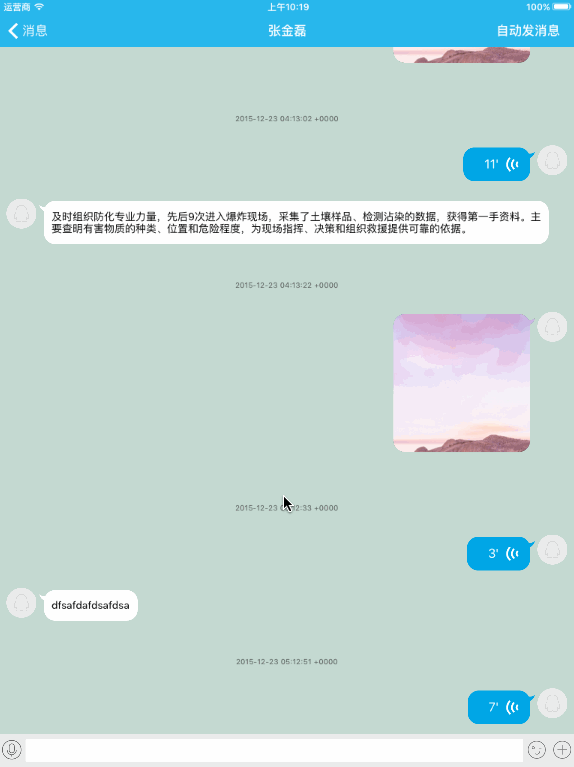 运营商 上午10:19 100%
消息 张金磊 自动发消息
2015-12-23 04:13:02 +0000
11'
及时组织防化专业力量，先后9次进入爆炸现场，采集了土壤样品、检测沾染的数据，获得第一手资料。主
要查明有害物质的种类、位置和危险程度，为现场指挥、决策和组织救援提供可靠的依据。
2015-12-23 04:13:22 +0000
2015-12-23 :33 +0000
3'
dfsafdafdsafdsa
2015-12-23 05:12:51 +0000
7'